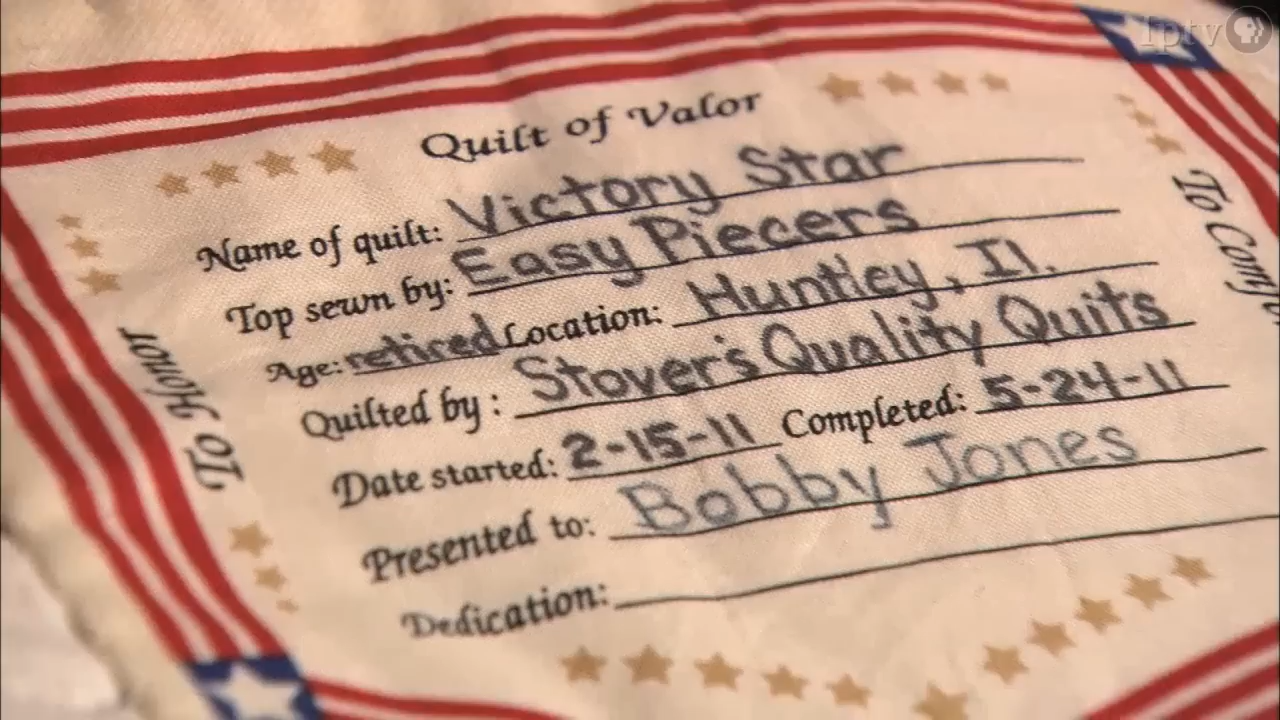 iptv
Quilt of Valor
Name of quilt: Victory Star
Top sewn by: Easy Piecers
Age: retired Location: Huntley, Il.
Quilted by: Stover's Quality Quits
Date started: 2-15-11 Completed: 5-24-11
Presented to: Bobby Jones
Dedication:
To Honor
To